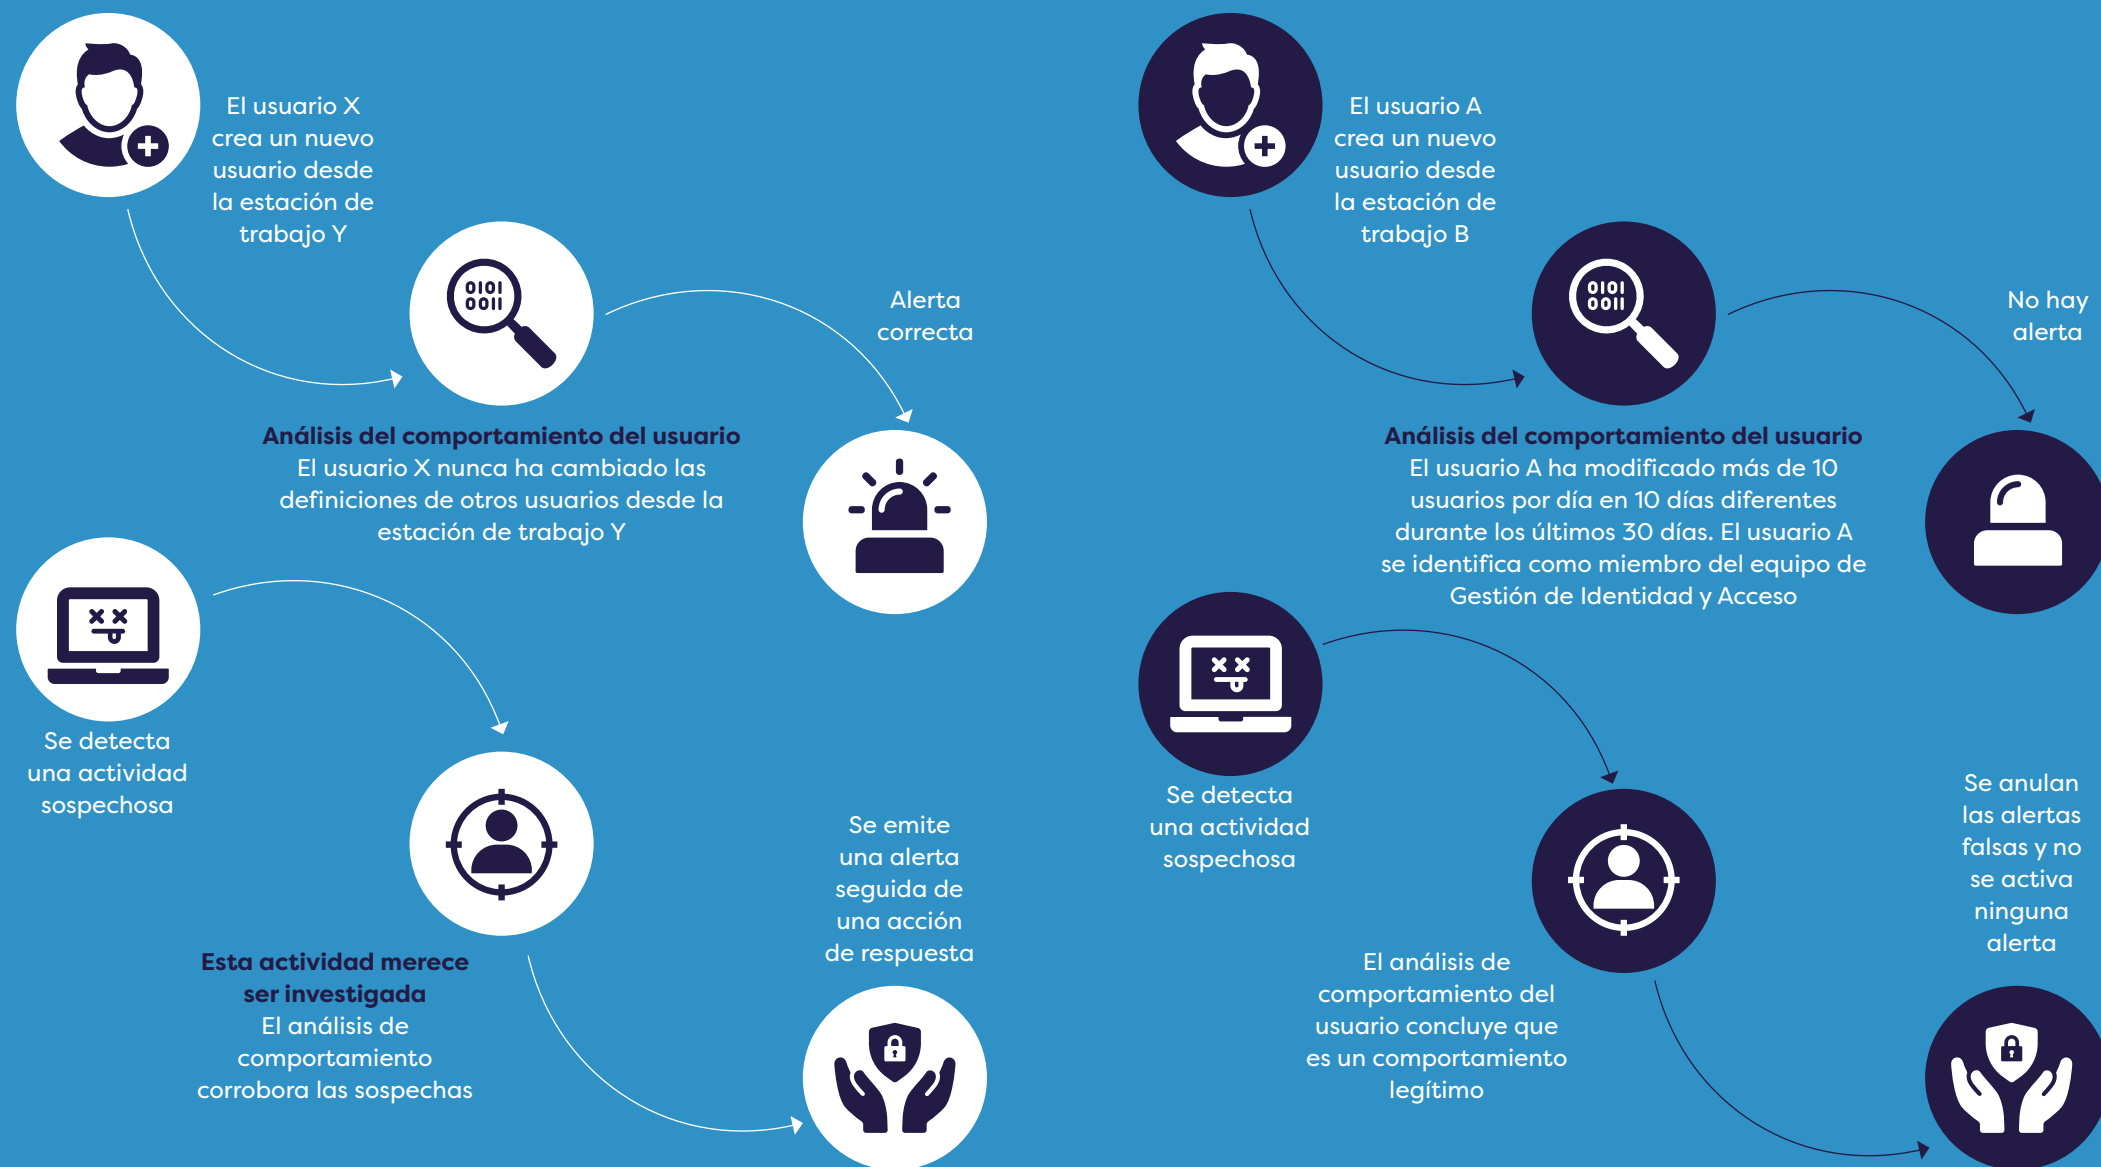 El usuario X
crea un nuevo
usuario desde
la estación de
trabajo Y
0101
0011
Alerta
correcta
Análisis del comportamiento del usuario
El usuario X nunca ha cambiado las
definiciones de otros usuarios desde la
estación de trabajo Y
Se detecta
una actividad
sospechosa
Esta actividad merece
ser investigada
El análisis de
comportamiento
corrobora las sospechas
Se emite
una alerta
seguida de
una acción
de respuesta
El usuario A
crea un nuevo
usuario desde
la estación de
trabajo B
0101
0011
No hay
alerta
Análisis del comportamiento del usuario
El usuario A ha modificado más de 10
usuarios por día en 10 días diferentes
durante los últimos 30 días. El usuario A
se identifica como miembro del equipo de
Gestión de Identidad y Acceso
Se detecta
una actividad
sospechosa
El análisis de
comportamiento del
usuario concluye que
es un comportamiento
legítimo
Se anulan
las alertas
falsas y no
se activa
ninguna
alerta